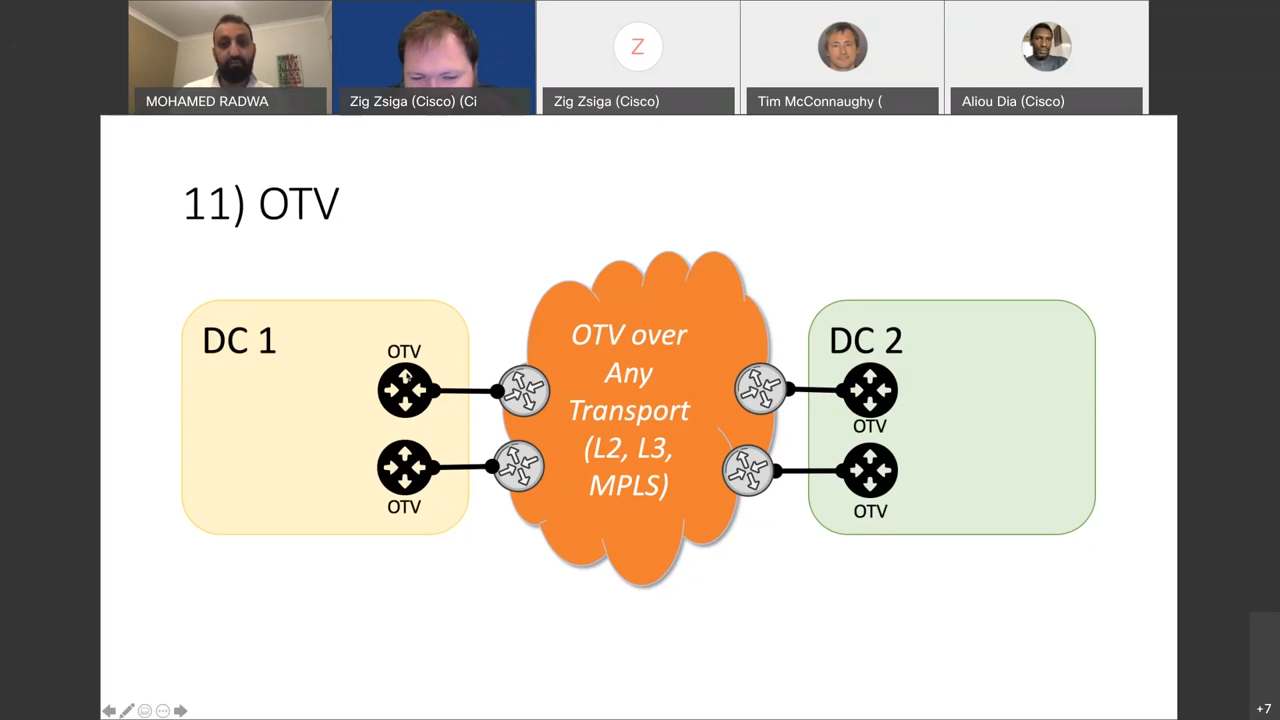 MOHAMED RADWA
Zig Zsiga (Cisco) (Ci
Z
Zig Zsiga (Cisco)
Tim McConnaughy (
Aliou Dia (Cisco)
11) OTV
DC 1
OTV
OTV
OTV over
Any
Transport
(L2, L3,
MPLS)
DC 2
OTV
OTV
+7